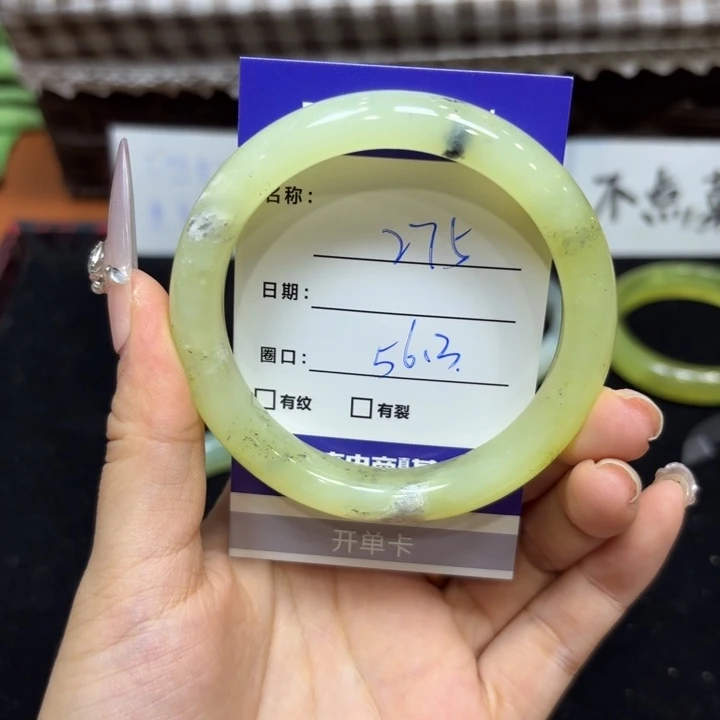 名称:
275
日期:
圈口:
56.3.
□有纹 □有裂
开单卡
不点